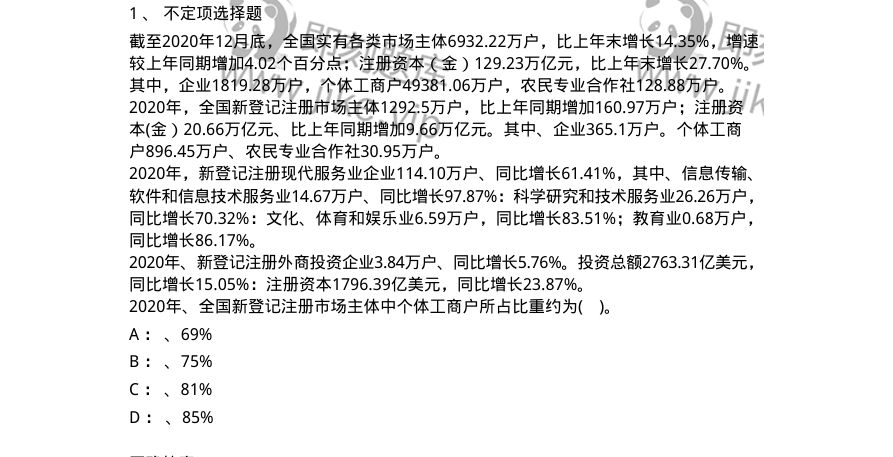 1 、 不定项选择题
截至2020年12月底，全国实有各类市场主体6932.22万户，比上年末增长14.35%，增速
较上年同期增加4.02个百分点；注册资本（金）129.23万亿元，比上年末增长27.70%。
其中，企业1819.28万户，个体工商户49381.06万户，农民专业合作社128.88万户。
2020年，全国新登记注册市场主体1292.5万户，比上年同期增加160.97万户；注册资
本(金）20.66万亿元、比上年同期增加9.66万亿元。其中、企业365.1万户。个体工商
户896.45万户、农民专业合作社30.95万户。
2020年，新登记注册现代服务业企业114.10万户、同比增长61.41%，其中、信息传输、
软件和信息技术服务业14.67万户、同比增长97.87%：科学研究和技术服务业26.26万户，
同比增长70.32%：文化、体育和娱乐业6.59万户，同比增长83.51%；教育业0.68万户，
同比增长86.17%。
2020年、新登记注册外商投资企业3.84万户、同比增长5.76%。投资总额2763.31亿美元，
同比增长15.05%：注册资本1796.39亿美元，同比增长23.87%。
2020年、全国新登记注册市场主体中个体工商户所占比重约为(　)。
A： 、69%
B： 、75%
C： 、81%
D： 、85%